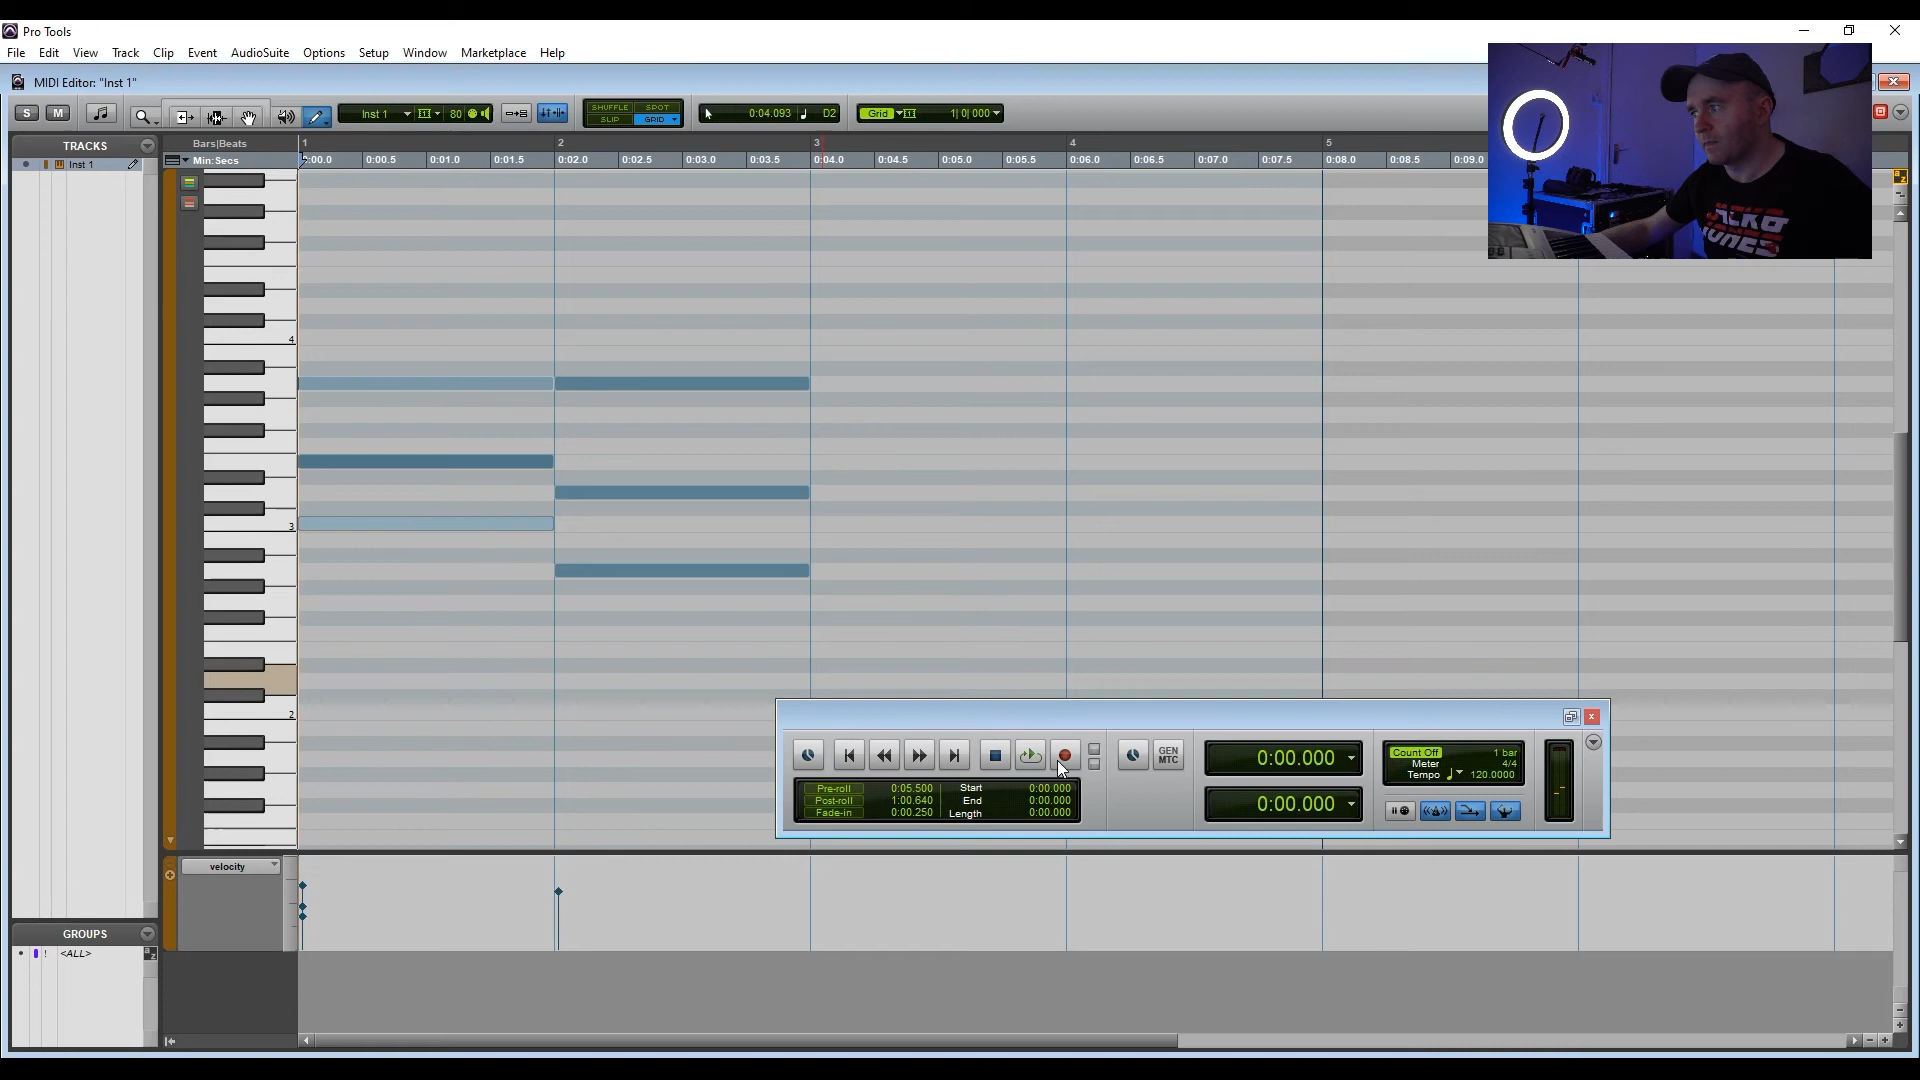 Pro Tools
File Edit View Track Clip Event AudioSuite Options Setup Window Marketplace Help
MIDI Editor: "Inst 1"
S M Inst 1 80 SHUFFLE SPOT 0:04.093 D2 Grid 1| 0| 000
SLIP GRID
TRACKS Bars|Beats 1 2 3 4 5
Min:Secs 0:00.0 0:00.5 0:01.0 0:01.5 0:02.0 0:02.5 0:03.0 0:03.5 0:04.0 0:04.5 0:05.0 0:05.5 0:06.0 0:06.5 0:07.0 0:07.5 0:08.0 0:08.5 0:09.0
Inst 1
a z
JACKO
JONES
4
3
2
GEN
MTC
0:00.000
Count Off 1 bar
Meter 4/4
Tempo 120.0000
Pre-roll 0:05.500 Start 0:00.000
Post-roll 1:00.640 End 0:00.000
Fade-in 0:00.250 Length 0:00.000
0:00.000
velocity
GROUPS
! <ALL> a z